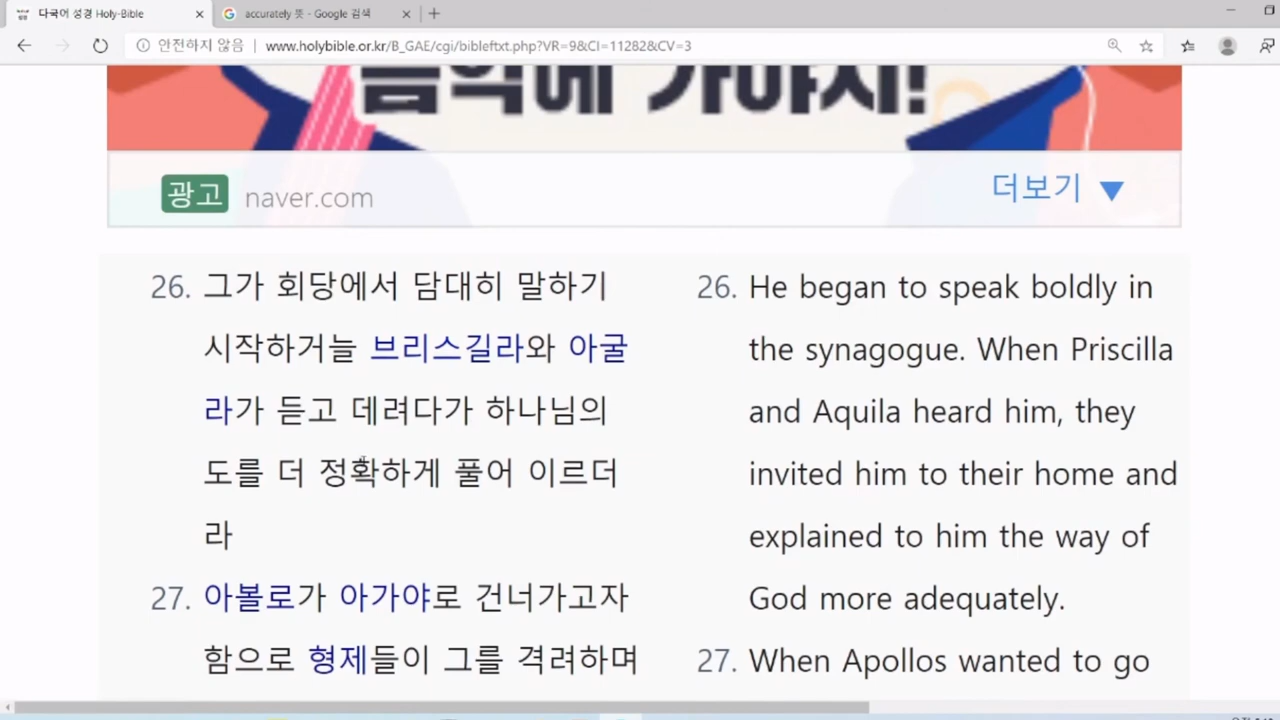 다국어 성경 Holy-Bible
accurately 뜻 - Google 검색
안전하지 않음
www.holybible.or.kr/B_GAE/cgi/bibleftxt.php?VR=9&CI=11282&CV=3
음악에 가야지!
광고 naver.com
더보기 ▼
26. 그가 회당에서 담대히 말하기
시작하거늘 브리스길라와 아굴
라가 듣고 데려다가 하나님의
도를 더 정확하게 풀어 이르더
라
27. 아볼로가 아가야로 건너가고자
함으로 형제들이 그를 격려하며
26. He began to speak boldly in
the synagogue. When Priscilla
and Aquila heard him, they
invited him to their home and
explained to him the way of
God more adequately.
27. When Apollos wanted to go